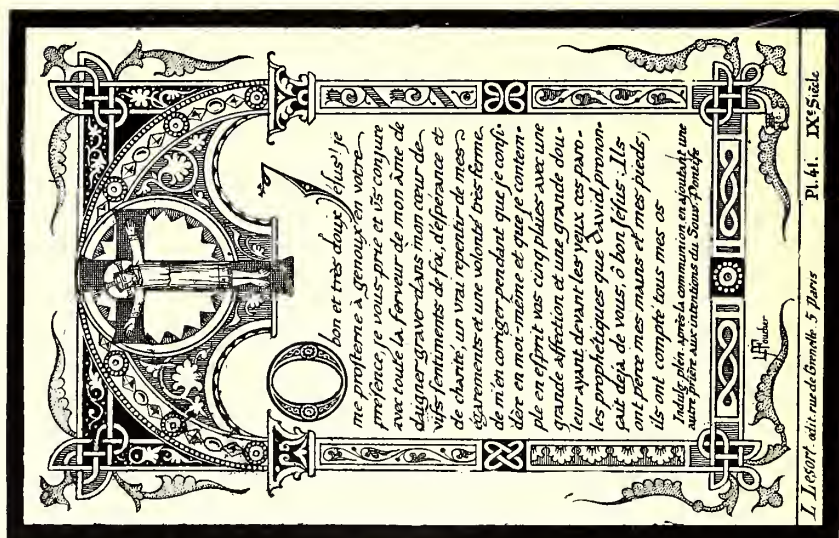 O bon et très doux Jésus! je
me prosterne à genoux en votre
présence, je vous prie et vs conjure
avec toute la ferveur de mon âme de
daigner graver dans mon cœur de
vifs sentiments de foi, d'espérance et
de charité, un vrai repentir de mes
égarements et une volonté très ferme
de m'en corriger pendant que je consi-
dère en moi-même et que je contem-
ple en esprit vos cinq plaies avec une
grande affection et une grande dou-
leur ayant devant les yeux ces paro-
les prophétiques que David pronon-
çait déjà de vous, ô bon Jésus: Ils
ont percé mes mains et mes pieds;
ils ont compté tous mes os
Indulg. plén. après la communion en ajoutant une
autre prière aux intentions du Souv. Pontife
Foucher
L. Lesort. édit. rue de Grenelle. 5 Paris
Pl. 41. IXe Siècle